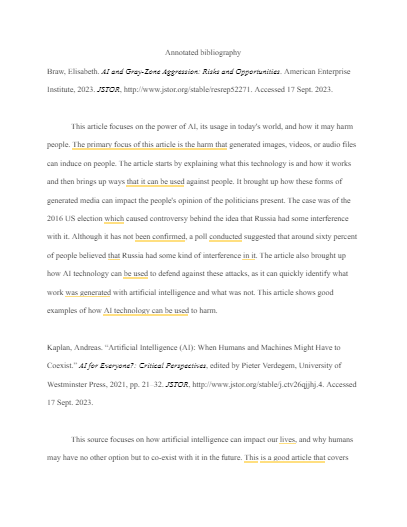 Annotated bibliography
Braw, Elisabeth. AI and Gray-Zone Aggression: Risks and Opportunities. American Enterprise
Institute, 2023. JSTOR, http://www.jstor.org/stable/resrep52271. Accessed 17 Sept. 2023.
This article focuses on the power of AI, its usage in today's world, and how it may harm
people. The primary focus of this article is the harm that generated images, videos, or audio files
can induce on people. The article starts by explaining what this technology is and how it works
and then brings up ways that it can be used against people. It brought up how these forms of
generated media can impact the people's opinion of the politicians present. The case was of the
2016 US election which caused controversy behind the idea that Russia had some interference
with it. Although it has not been confirmed, a poll conducted suggested that around sixty percent
of people believed that Russia had some kind of interference in it. The article also brought up
how AI technology can be used to defend against these attacks, as it can quickly identify what
work was generated with artificial intelligence and what was not. This article shows good
examples of how AI technology can be used to harm.
Kaplan, Andreas. “Artificial Intelligence (AI): When Humans and Machines Might Have to
Coexist.” AI for Everyone?: Critical Perspectives, edited by Pieter Verdegem, University of
Westminster Press, 2021, pp. 21–32. JSTOR, http://www.jstor.org/stable/j.ctv26qjjhj.4. Accessed
17 Sept. 2023.
This source focuses on how artificial intelligence can impact our lives, and why humans
may have no other option but to co-exist with it in the future. This is a good article that covers